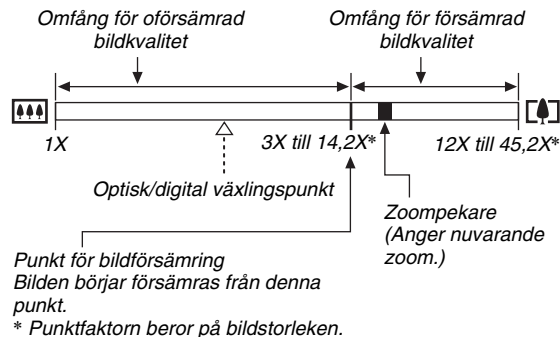 Omfång för oförsämrad
bildkvalitet
Omfång för försämrad
bildkvalitet
1X
3X till 14,2X*
12X till 45,2X*
Optisk/digital växlingspunkt
Zoompekare
(Anger nuvarande
zoom.)
Punkt för bildförsämring
Bilden börjar försämras från denna
punkt.
* Punktfaktorn beror på bildstorleken.